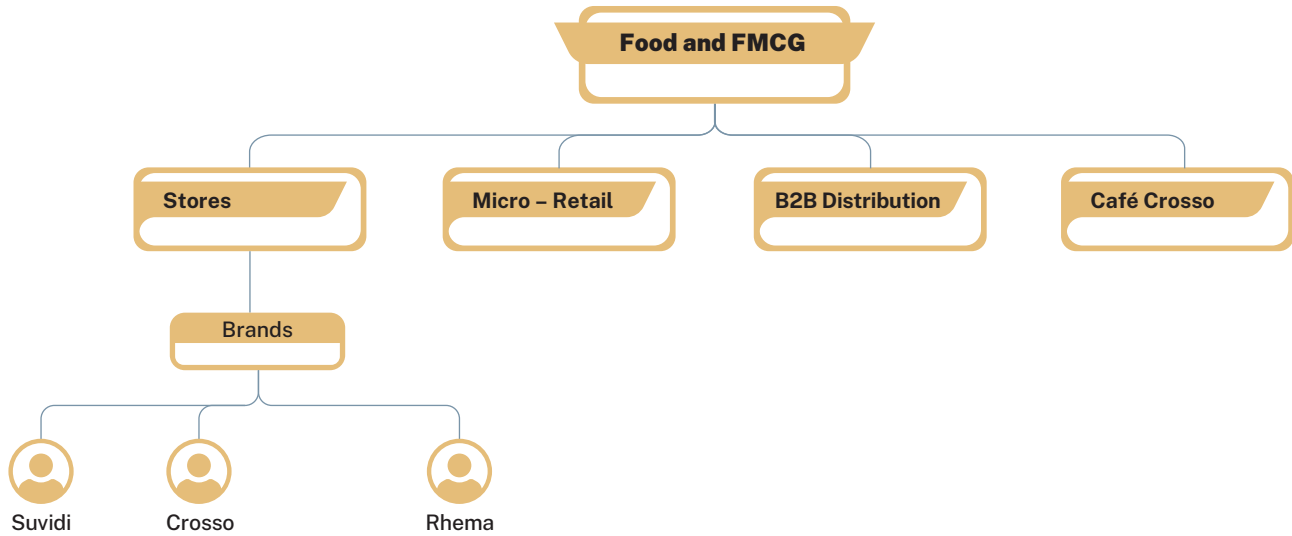 Food and FMCG
Stores
Micro – Retail
B2B Distribution
Café Crosso
Brands
Suvidi
Crosso
Rhema